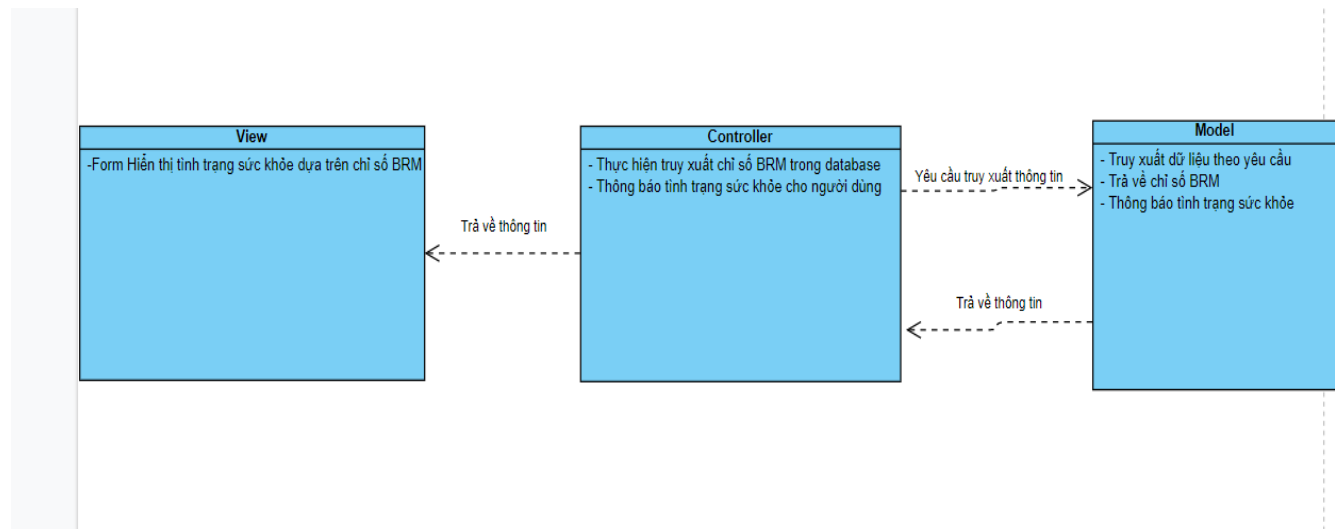 View
-Form Hiển thị tình trạng sức khỏe dựa trên chỉ số BRM
Trả về thông tin
Controller
- Thực hiện truy xuất chỉ số BRM trong database
- Thông báo tình trạng sức khỏe cho người dùng
Yêu cầu truy xuất thông tin
Trả về thông tin
Model
- Truy xuất dữ liệu theo yêu cầu
- Trả về chỉ số BRM
- Thông báo tình trạng sức khỏe